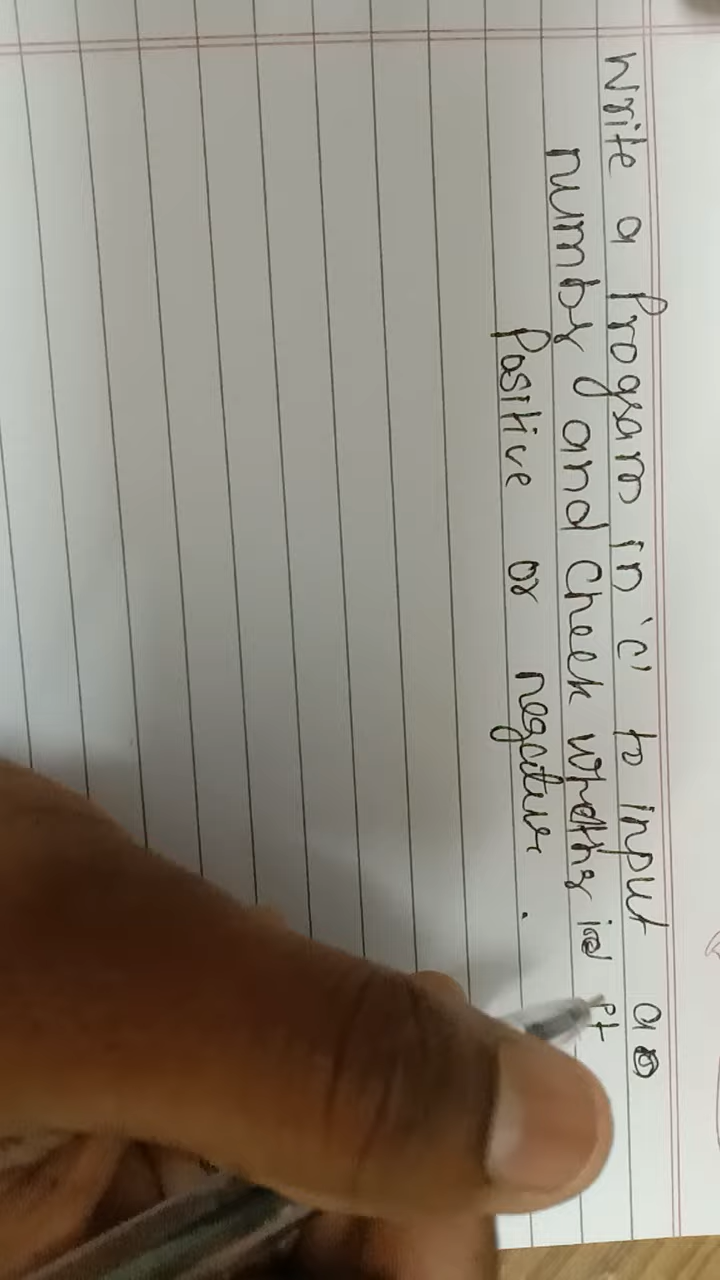 Write a Program in 'c' to input a
number and check whether is it
Positive or negative.